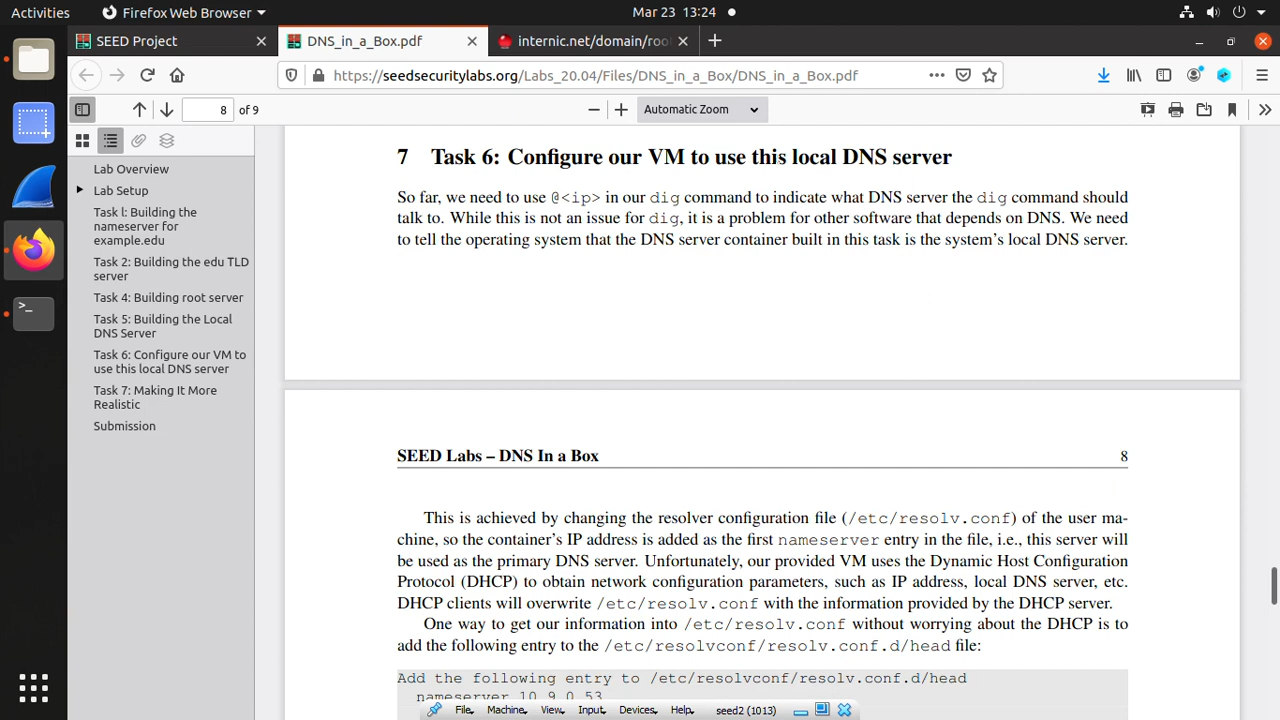 Activities
Firefox Web Browser
Mar 23 13:24
SEED Project
DNS_in_a_Box.pdf
internic.net/domain/roo
https://seedsecuritylabs.org/Labs_20.04/Files/DNS_in_a_Box/DNS_in_a_Box.pdf
8 of 9
Automatic Zoom
Lab Overview
Lab Setup
Task l: Building the
nameserver for
example.edu
Task 2: Building the edu TLD
server
Task 4: Building root server
Task 5: Building the Local
DNS Server
Task 6: Configure our VM to
use this local DNS server
Task 7: Making It More
Realistic
Submission
7 Task 6: Configure our VM to use this local DNS server
So far, we need to use @<ip> in our dig command to indicate what DNS server the dig command should
talk to. While this is not an issue for dig, it is a problem for other software that depends on DNS. We need
to tell the operating system that the DNS server container built in this task is the system's local DNS server.
SEED Labs – DNS In a Box 8
This is achieved by changing the resolver configuration file (/etc/resolv.conf) of the user ma-
chine, so the container's IP address is added as the first nameserver entry in the file, i.e., this server will
be used as the primary DNS server. Unfortunately, our provided VM uses the Dynamic Host Configuration
Protocol (DHCP) to obtain network configuration parameters, such as IP address, local DNS server, etc.
DHCP clients will overwrite /etc/resolv.conf with the information provided by the DHCP server.
One way to get our information into /etc/resolv.conf without worrying about the DHCP is to
add the following entry to the /etc/resolvconf/resolv.conf.d/head file:
Add the following entry to /etc/resolvconf/resolv.conf.d/head
nameserver 10.9.0.53
File Machine View Input Devices Help seed2 (1013)